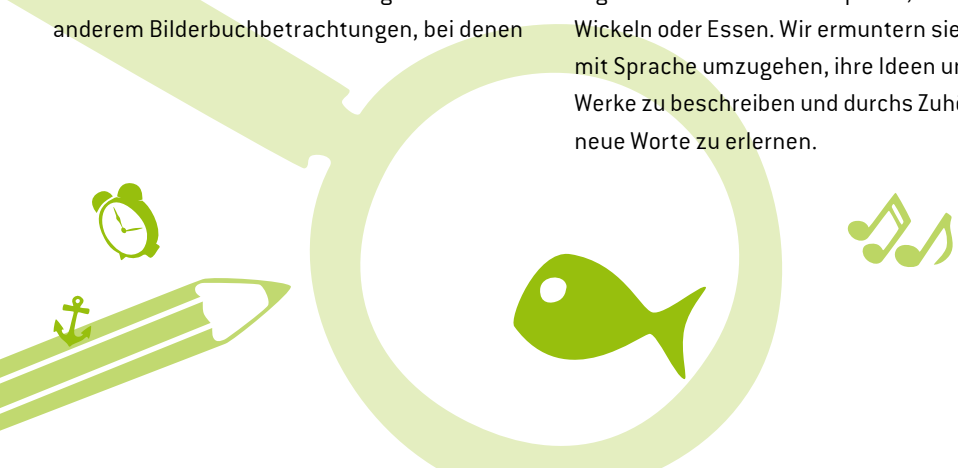 anderem Bilderbuchbetrachtungen, bei denen
Wickeln oder Essen. Wir ermuntern sie
mit Sprache umzugehen, ihre Ideen
Werke zu beschreiben und durchs
neue Worte zu erlernen.